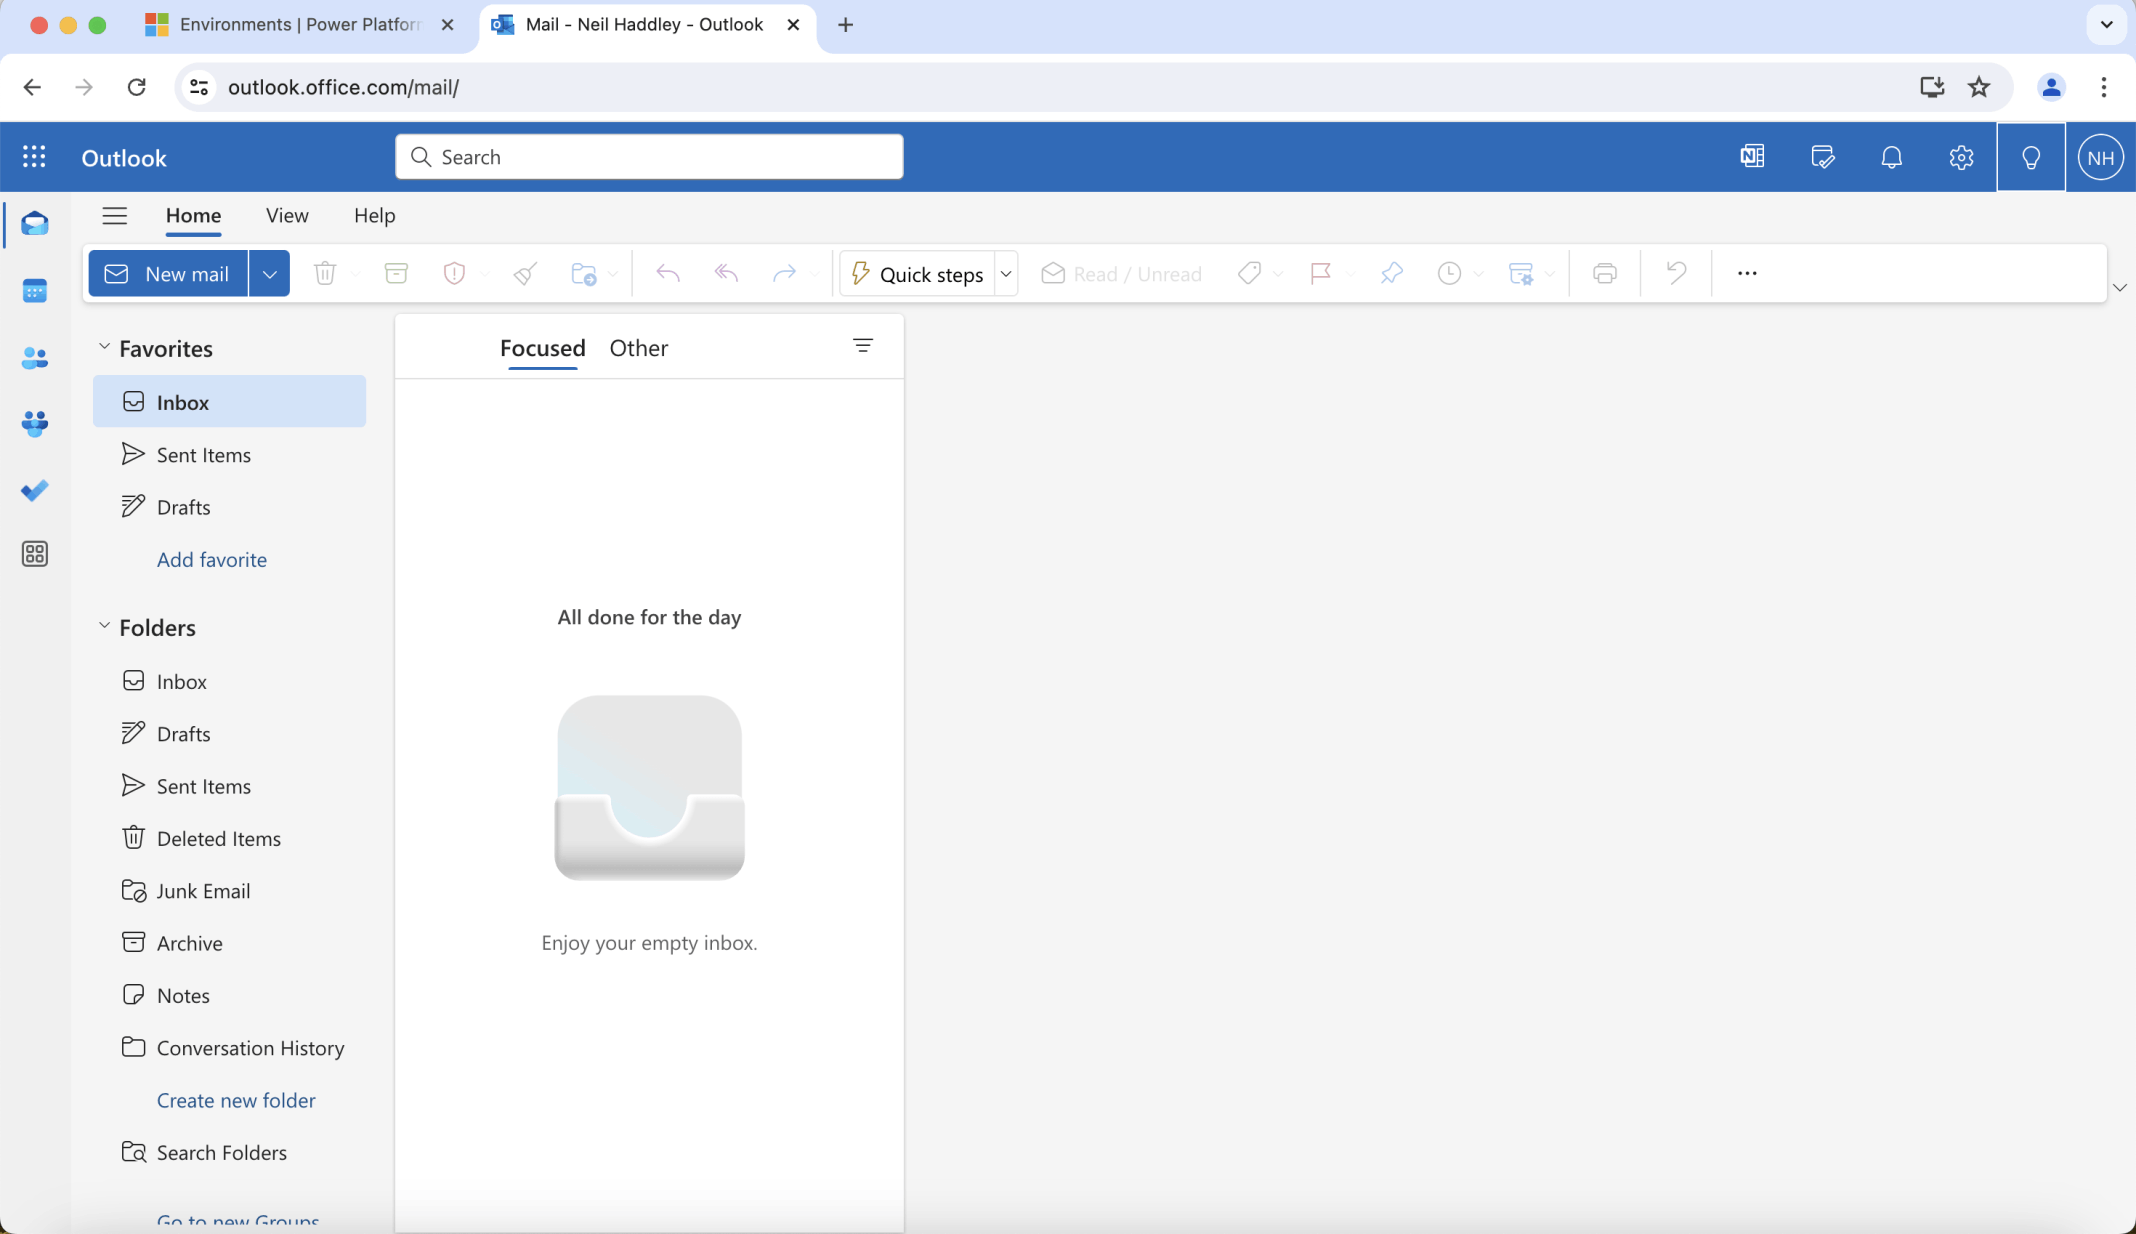 Environments | Power Platform
Mail - Neil Haddley - Outlook
outlook.office.com/mail/
Outlook
Search
NH
Home
View
Help
New mail
Quick steps
Read / Unread
Favorites
Inbox
Sent Items
Drafts
Add favorite
Folders
Inbox
Drafts
Sent Items
Deleted Items
Junk Email
Archive
Notes
Conversation History
Create new folder
Search Folders
Go to new Groups
Focused
Other
All done for the day
Enjoy your empty inbox.